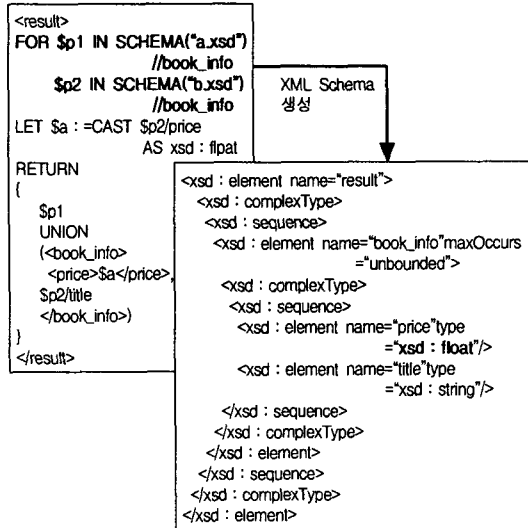 <result>
FOR $p1 IN SCHEMA("a.xsd")
//book_info
$p2 IN SCHEMA("b.xsd")
//book_info
LET $a : =CAST $p2/price
AS xsd : float
RETURN
{
$p1
UNION
(<book_info>
<price>$a</price>,
$p2/title
</book_info>)
}
</result>
XML Schema
생성
<xsd : element name="result">
<xsd : complexType>
<xsd : sequence>
<xsd : element name="book_info"maxOccurs
="unbounded">
<xsd : complexType>
<xsd : sequence>
<xsd : element name="price"type
="xsd : float"/>
<xsd : element name="title"type
="xsd : string"/>
</xsd : sequence>
</xsd : complexType>
</xsd : element>
</xsd : sequence>
</xsd : complexType>
</xsd : element>